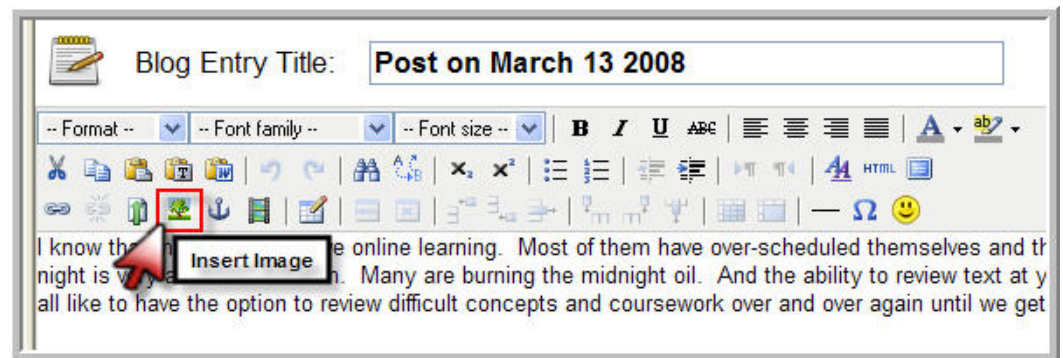 Blog Entry Title: Post on March 13 2008
-- Format -- -- Font family -- -- Font size -- B I U ABC A ab
HTML
Insert Image
I know online learning. Most of them have over-scheduled themselves and
night is Many are burning the midnight oil. And the ability to review text at
all like to have the option to review difficult concepts and coursework over and over again until we get